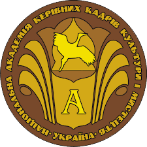 НАЦІОНАЛЬНА АКАДЕМІЯ КЕРІВНИХ КАДРІВ КУЛЬТУРИ І МИСТЕЦТВ
УКРАЇНА
А